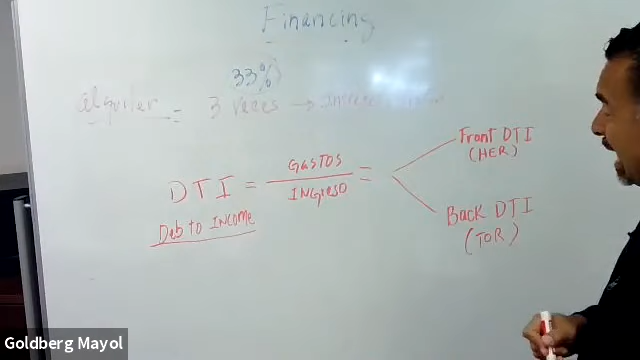 Financing
33%
alquiler = 3 veces →
DTI = GASTOS / INGRESO =
Deb to INCOME
Front DTI
(HER)
Back DTI
(TOR)
Goldberg Mayol